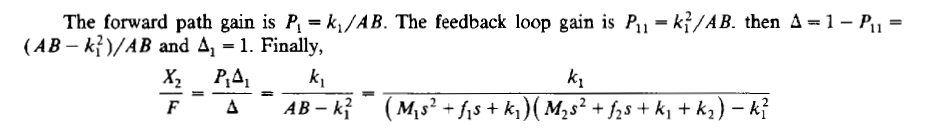 The forward path gain is P₁ = k₁/AB. The feedback loop gain is P₁₁ = k₁²/AB. then Δ = 1 − P₁₁ =
(AB − k₁²)/AB and Δ₁ = 1. Finally,
X₂/F = P₁Δ₁/Δ = k₁/(AB − k₁²) = k₁/((M₁s² + f₁s + k₁)(M₂s² + f₂s + k₁ + k₂) − k₁²)